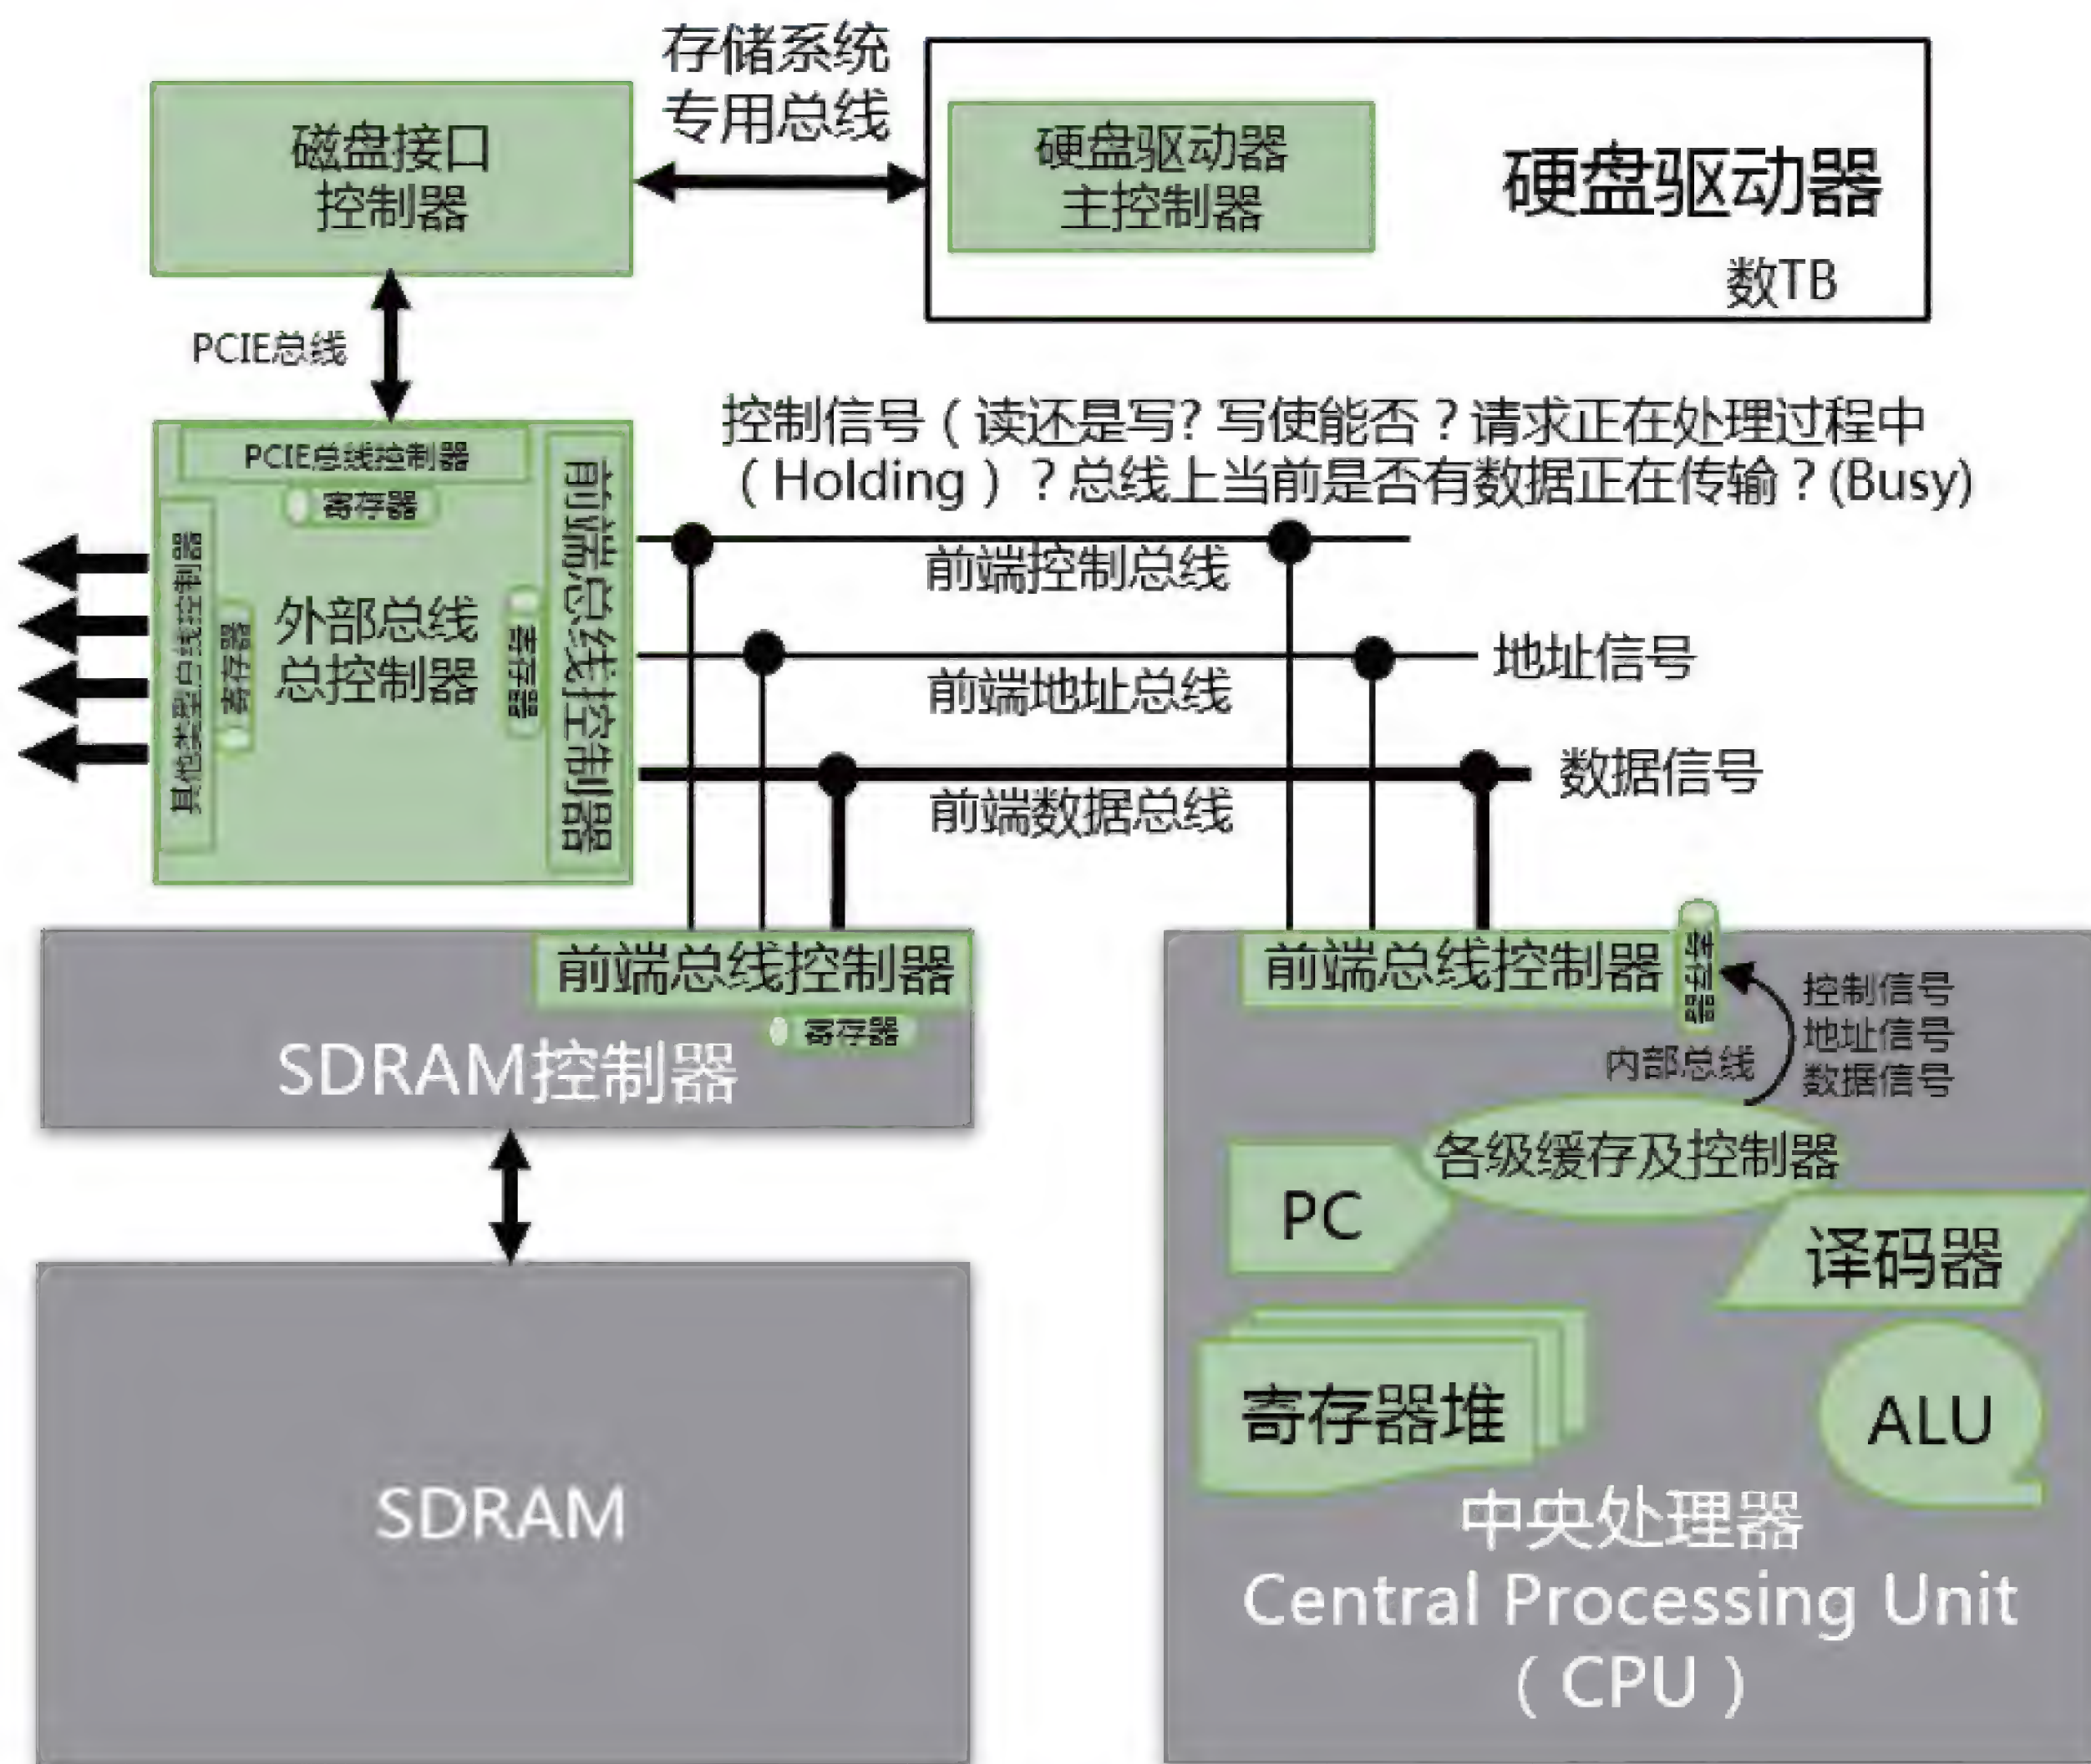 存储系统
专用总线
磁盘接口
控制器
硬盘驱动器
主控制器
硬盘驱动器
数TB
PCIE总线
控制信号（读还是写？写使能否？请求正在处理过程中
（Holding）？总线上当前是否有数据正在传输？(Busy)
PCIE总线控制器
寄存器
前端总线控制器
其他类型总线控制器
寄存器
外部总线
总控制器
寄存器
前端控制总线
前端地址总线
地址信号
前端数据总线
数据信号
前端总线控制器
寄存器
SDRAM控制器
SDRAM
前端总线控制器
寄存器
控制信号
地址信号
数据信号
内部总线
各级缓存及控制器
PC
译码器
寄存器堆
ALU
中央处理器
Central Processing Unit
（CPU）